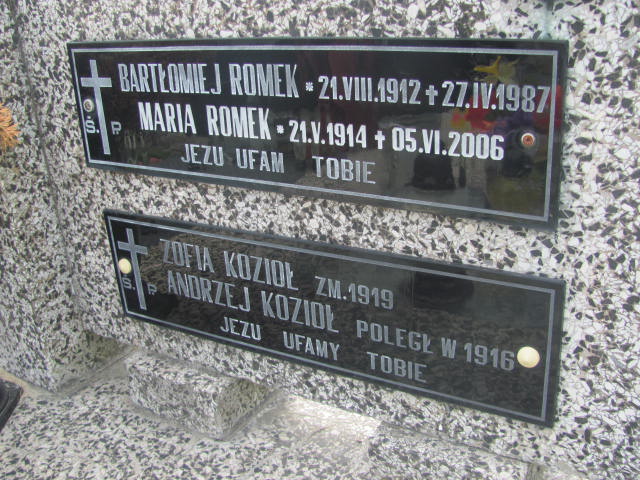 BARTŁOMIEJ ROMEK * 21.VIII.1912 + 27.IV.1987
MARIA ROMEK * 21.V.1914 + 05.VI.2006
Ś. P.
JEZU UFAM TOBIE
ZOFIA KOZIOŁ ZM.1919
ANDRZEJ KOZIOŁ POLEGŁ W 1916
Ś. P.
JEZU UFAMY TOBIE